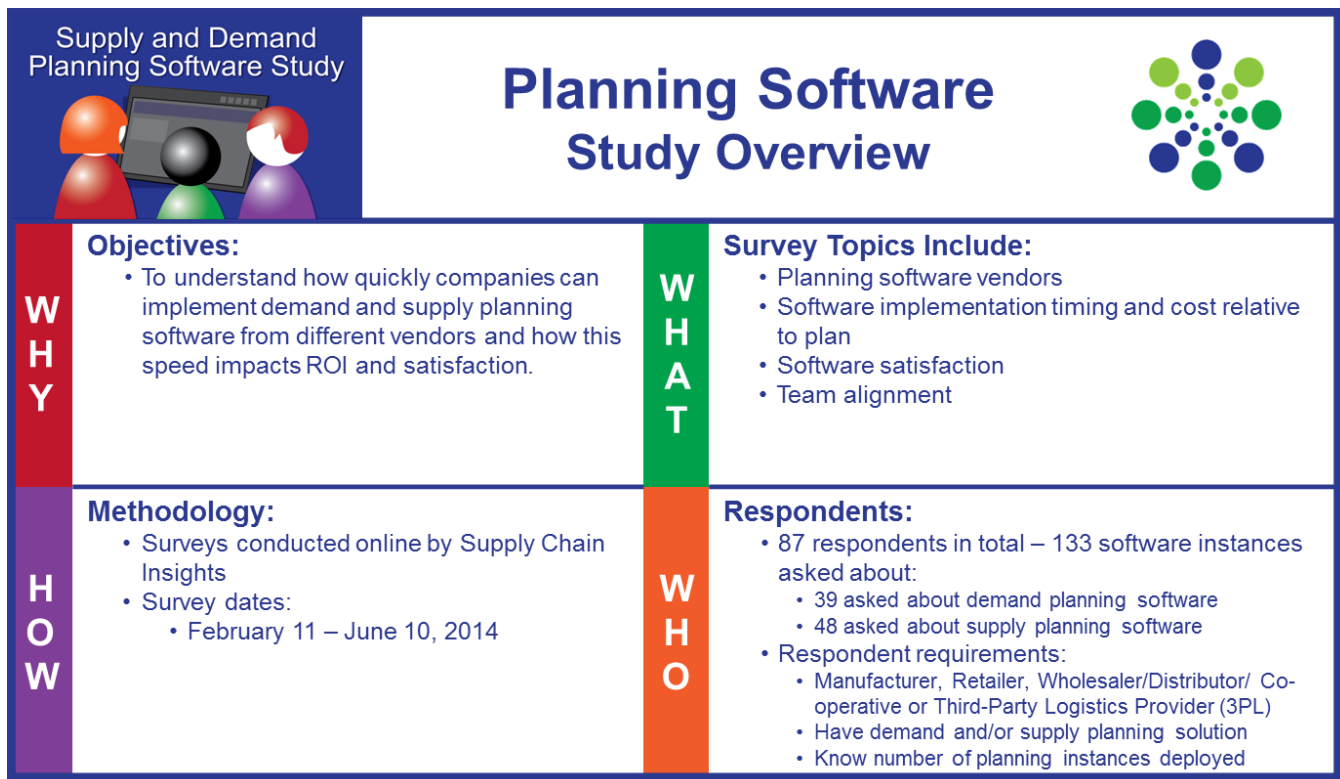 Supply and Demand
Planning Software Study
Planning Software
Study Overview
WHY
Objectives:
• To understand how quickly companies can
implement demand and supply planning
software from different vendors and how this
speed impacts ROI and satisfaction.
WHAT
Survey Topics Include:
• Planning software vendors
• Software implementation timing and cost relative
to plan
• Software satisfaction
• Team alignment
HOW
Methodology:
• Surveys conducted online by Supply Chain
Insights
• Survey dates:
• February 11 – June 10, 2014
WHO
Respondents:
• 87 respondents in total – 133 software instances
asked about:
• 39 asked about demand planning software
• 48 asked about supply planning software
• Respondent requirements:
• Manufacturer, Retailer, Wholesaler/Distributor/ Co-
operative or Third-Party Logistics Provider (3PL)
• Have demand and/or supply planning solution
• Know number of planning instances deployed